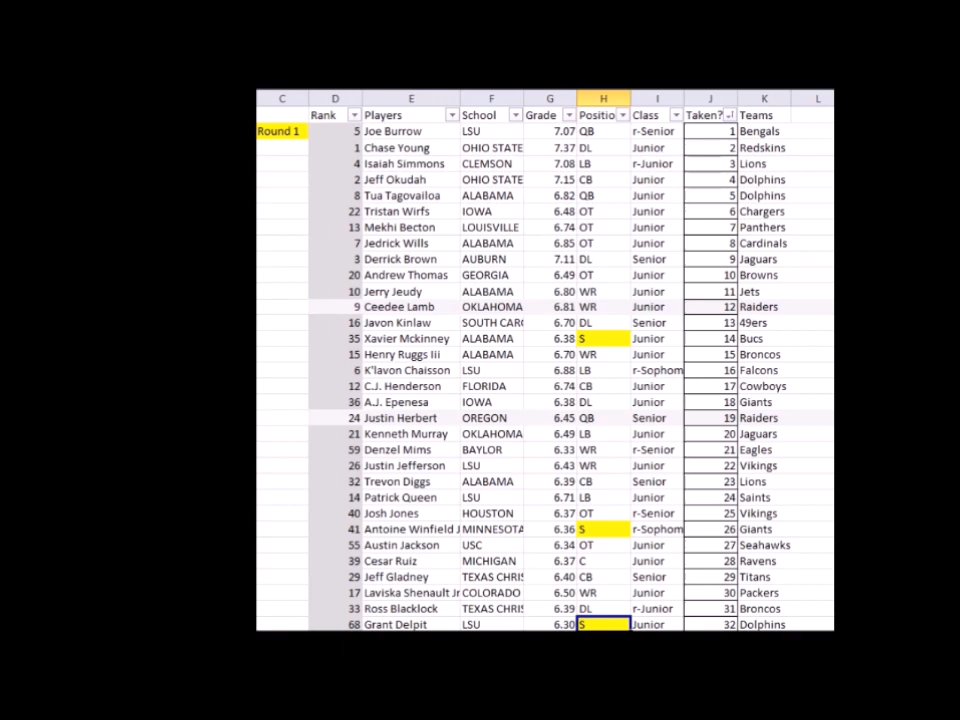 C D E F G H I J K L
Rank Players School Grade Positio Class Taken? Teams
Round 1 5 Joe Burrow LSU 7.07 QB r-Senior 1 Bengals
1 Chase Young OHIO STATE 7.37 DL Junior 2 Redskins
4 Isaiah Simmons CLEMSON 7.08 LB r-Junior 3 Lions
2 Jeff Okudah OHIO STATE 7.15 CB Junior 4 Dolphins
8 Tua Tagovailoa ALABAMA 6.82 QB Junior 5 Dolphins
22 Tristan Wirfs IOWA 6.48 OT Junior 6 Chargers
13 Mekhi Becton LOUISVILLE 6.74 OT Junior 7 Panthers
7 Jedrick Wills ALABAMA 6.85 OT Junior 8 Cardinals
3 Derrick Brown AUBURN 7.11 DL Senior 9 Jaguars
20 Andrew Thomas GEORGIA 6.49 OT Junior 10 Browns
10 Jerry Jeudy ALABAMA 6.80 WR Junior 11 Jets
9 Ceedee Lamb OKLAHOMA 6.81 WR Junior 12 Raiders
16 Javon Kinlaw SOUTH CAR 6.70 DL Senior 13 49ers
35 Xavier Mckinney ALABAMA 6.38 S Junior 14 Bucs
15 Henry Ruggs Iii ALABAMA 6.70 WR Junior 15 Broncos
6 K'lavon Chaisson LSU 6.88 LB r-Sophom 16 Falcons
12 C.J. Henderson FLORIDA 6.74 CB Junior 17 Cowboys
36 A.J. Epenesa IOWA 6.38 DL Junior 18 Giants
24 Justin Herbert OREGON 6.45 QB Senior 19 Raiders
21 Kenneth Murray OKLAHOMA 6.49 LB Junior 20 Jaguars
59 Denzel Mims BAYLOR 6.33 WR r-Senior 21 Eagles
26 Justin Jefferson LSU 6.43 WR Junior 22 Vikings
32 Trevon Diggs ALABAMA 6.39 CB Senior 23 Lions
14 Patrick Queen LSU 6.71 LB Junior 24 Saints
40 Josh Jones HOUSTON 6.37 OT r-Senior 25 Vikings
41 Antoine Winfield J MINNESOTA 6.36 S r-Sophom 26 Giants
55 Austin Jackson USC 6.34 OT Junior 27 Seahawks
39 Cesar Ruiz MICHIGAN 6.37 C Junior 28 Ravens
29 Jeff Gladney TEXAS CHRIS 6.40 CB Senior 29 Titans
17 Laviska Shenault Jr COLORADO 6.50 WR Junior 30 Packers
33 Ross Blacklock TEXAS CHRIS 6.39 DL r-Junior 31 Broncos
68 Grant Delpit LSU 6.30 S Junior 32 Dolphins